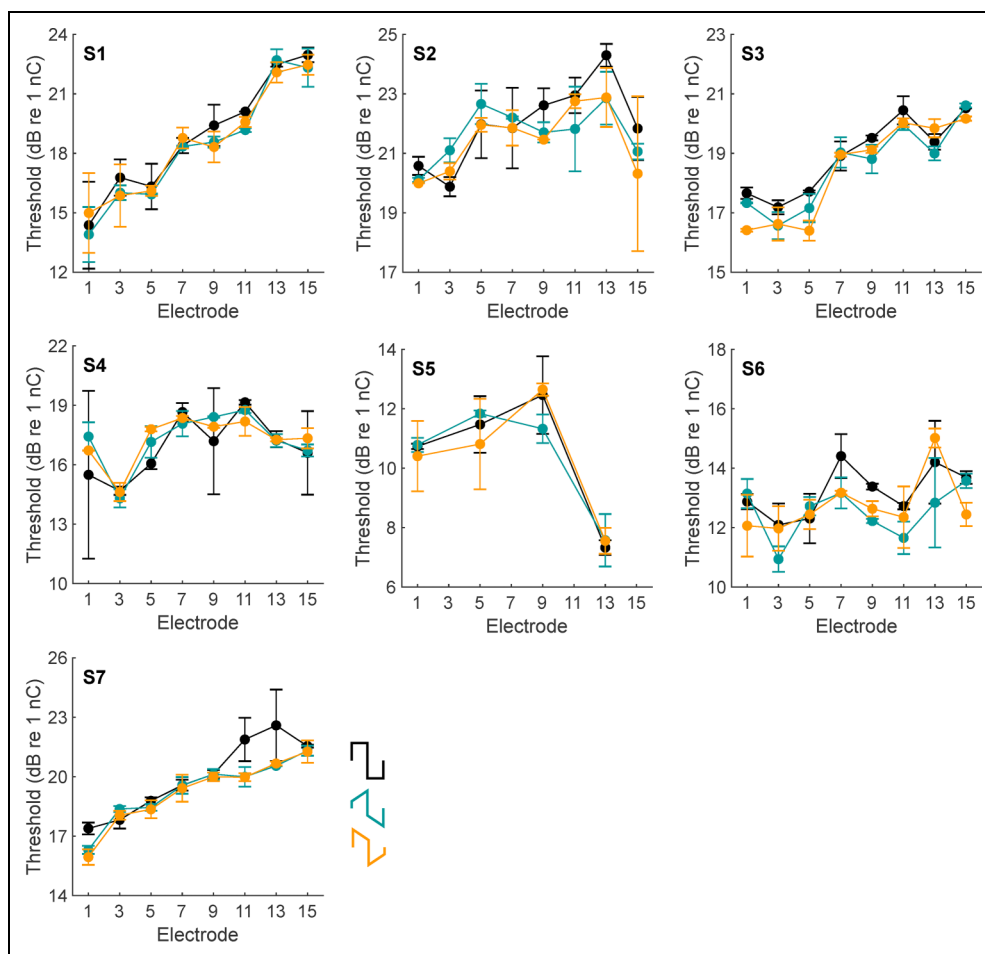 S1
Threshold (dB re 1 nC)
24
21
18
15
12
1 3 5 7 9 11 13 15
Electrode
S2
Threshold (dB re 1 nC)
25
23
21
19
17
1 3 5 7 9 11 13 15
Electrode
S3
Threshold (dB re 1 nC)
23
21
19
17
15
1 3 5 7 9 11 13 15
Electrode
S4
Threshold (dB re 1 nC)
22
19
16
13
10
1 3 5 7 9 11 13 15
Electrode
S5
Threshold (dB re 1 nC)
14
12
10
8
6
1 3 5 7 9 11 13 15
Electrode
S6
Threshold (dB re 1 nC)
18
16
14
12
10
1 3 5 7 9 11 13 15
Electrode
S7
Threshold (dB re 1 nC)
26
23
20
17
14
1 3 5 7 9 11 13 15
Electrode